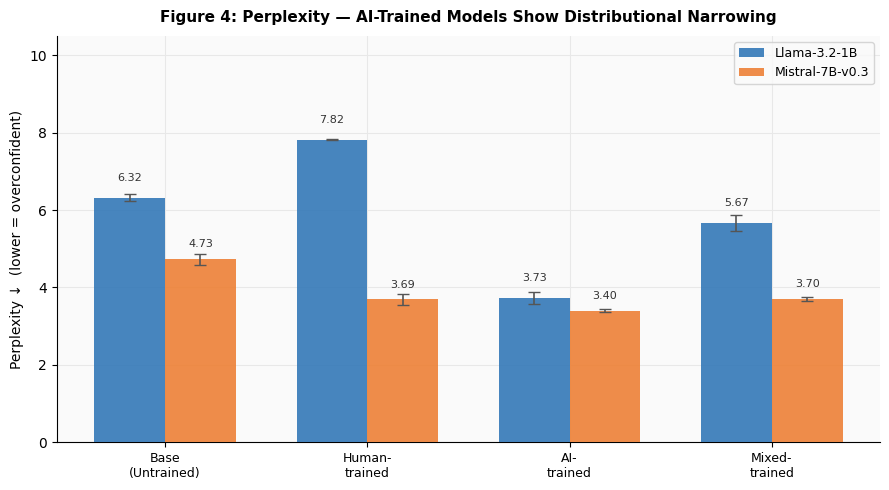 Figure 4: Perplexity — AI-Trained Models Show Distributional Narrowing
Perplexity ↓  (lower = overconfident)
10
8
6
4
2
0
Llama-3.2-1B
Mistral-7B-v0.3
6.32
4.73
7.82
3.69
3.73
3.40
5.67
3.70
Base
(Untrained)
Human-
trained
AI-
trained
Mixed-
trained